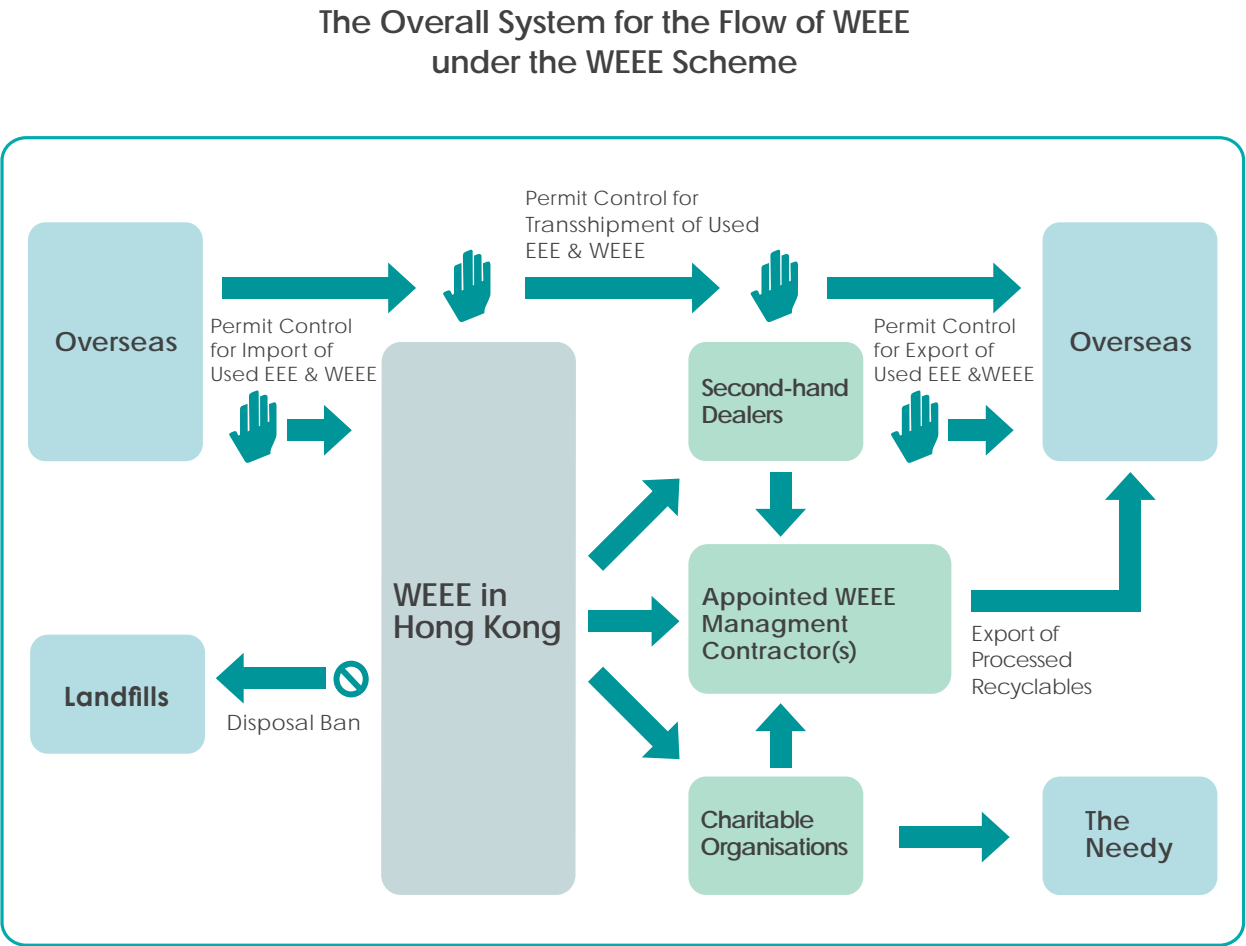 The Overall System for the Flow of WEEE
under the WEEE Scheme
Permit Control for
Transshipment of Used
EEE & WEEE
Overseas
Permit Control
for Import of
Used EEE & WEEE
Permit Control
for Export of
Used EEE &WEEE
Overseas
Second-hand
Dealers
WEEE in
Hong Kong
Appointed WEEE
Managment
Contractor(s)
Export of
Processed
Recyclables
Landfills
Disposal Ban
Charitable
Organisations
The
Needy